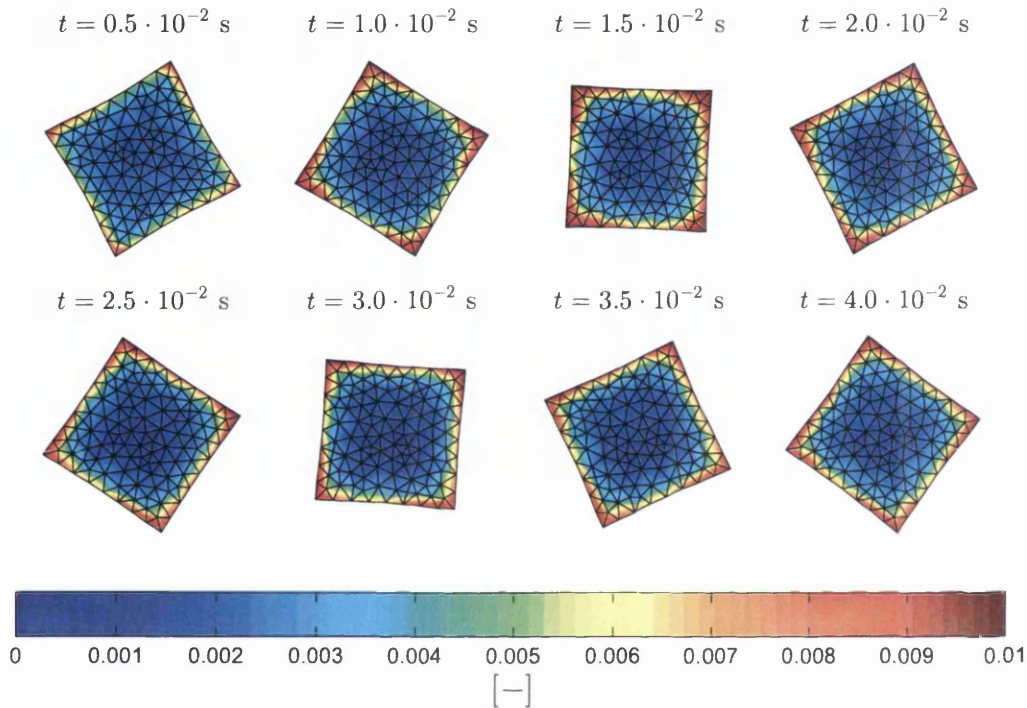 t = 0.5 · 10⁻² s t = 1.0 · 10⁻² s t = 1.5 · 10⁻² s t = 2.0 · 10⁻² s
t = 2.5 · 10⁻² s t = 3.0 · 10⁻² s t = 3.5 · 10⁻² s t = 4.0 · 10⁻² s
0 0.001 0.002 0.003 0.004 0.005 0.006 0.007 0.008 0.009 0.01
[−]